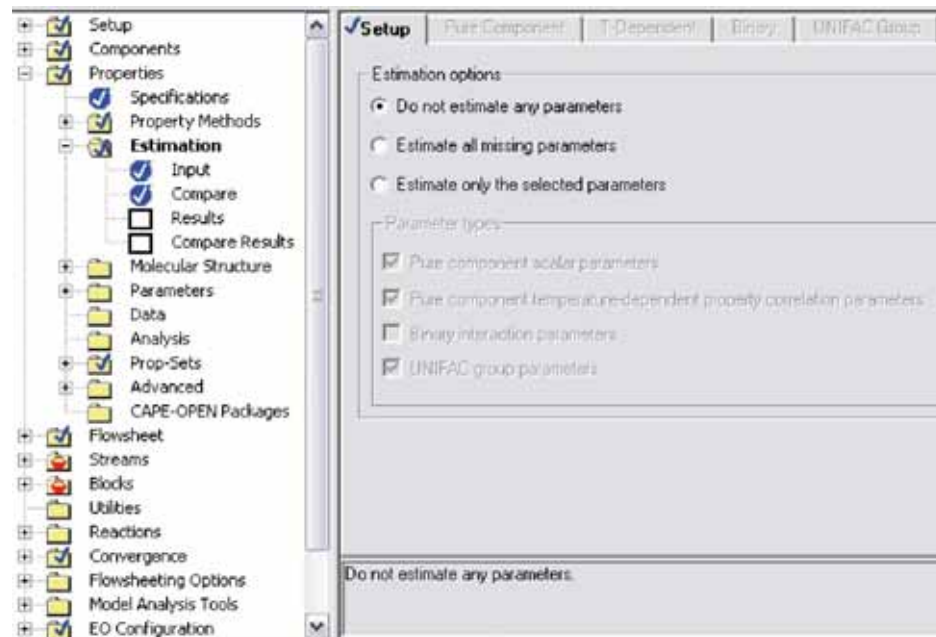 Setup
Components
Properties
Specifications
Property Methods
Estimation
Input
Compare
Results
Compare Results
Molecular Structure
Parameters
Data
Analysis
Prop-Sets
Advanced
CAPE-OPEN Packages
Flowsheet
Streams
Blocks
Utilities
Reactions
Convergence
Flowsheeting Options
Model Analysis Tools
EO Configuration
Setup
Pure Component
T-Dependent
Binary
UNIFAC Group
Estimation options
Do not estimate any parameters
Estimate all missing parameters
Estimate only the selected parameters
Parameter types
Pure component scalar parameters
Pure component temperature-dependent property correlation parameters
Binary interaction parameters
UNIFAC group parameters
Do not estimate any parameters.